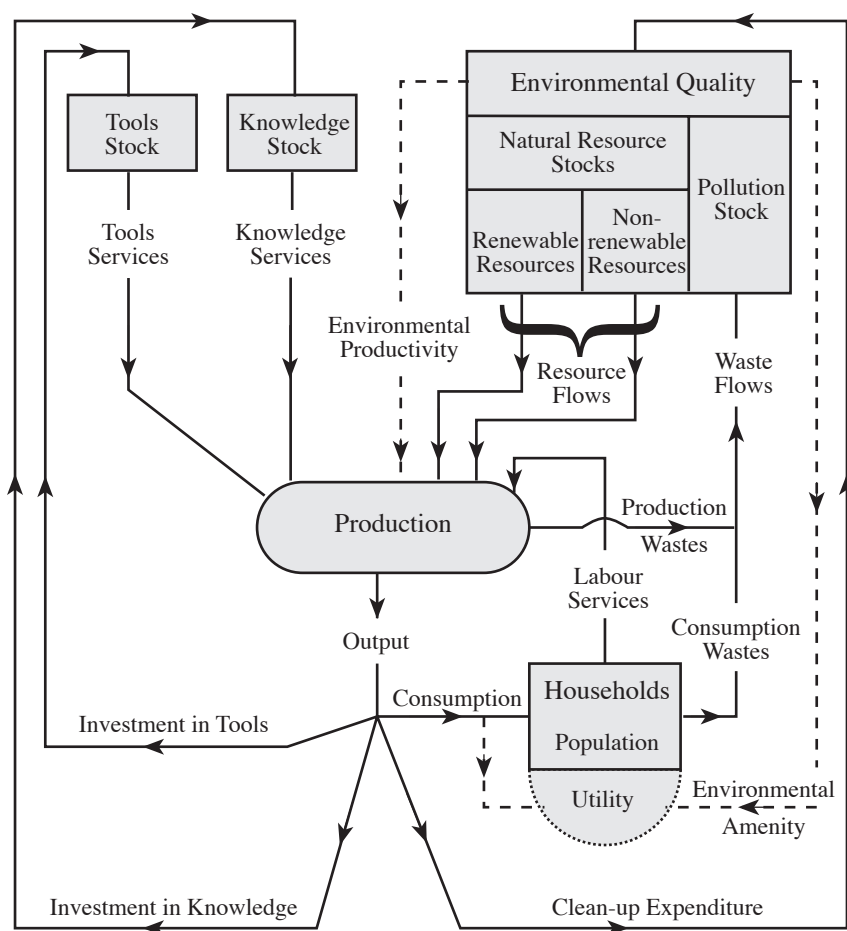 Environmental Quality
Tools
Stock
Knowledge
Stock
Natural Resource
Stocks
Pollution
Stock
Renewable
Resources
Non-
renewable
Resources
Tools
Services
Knowledge
Services
Environmental
Productivity
Resource
Flows
Waste
Flows
Production
Production
Wastes
Labour
Services
Output
Consumption
Wastes
Consumption
Households
Population
Utility
Investment in Tools
Environmental
Amenity
Investment in Knowledge
Clean-up Expenditure